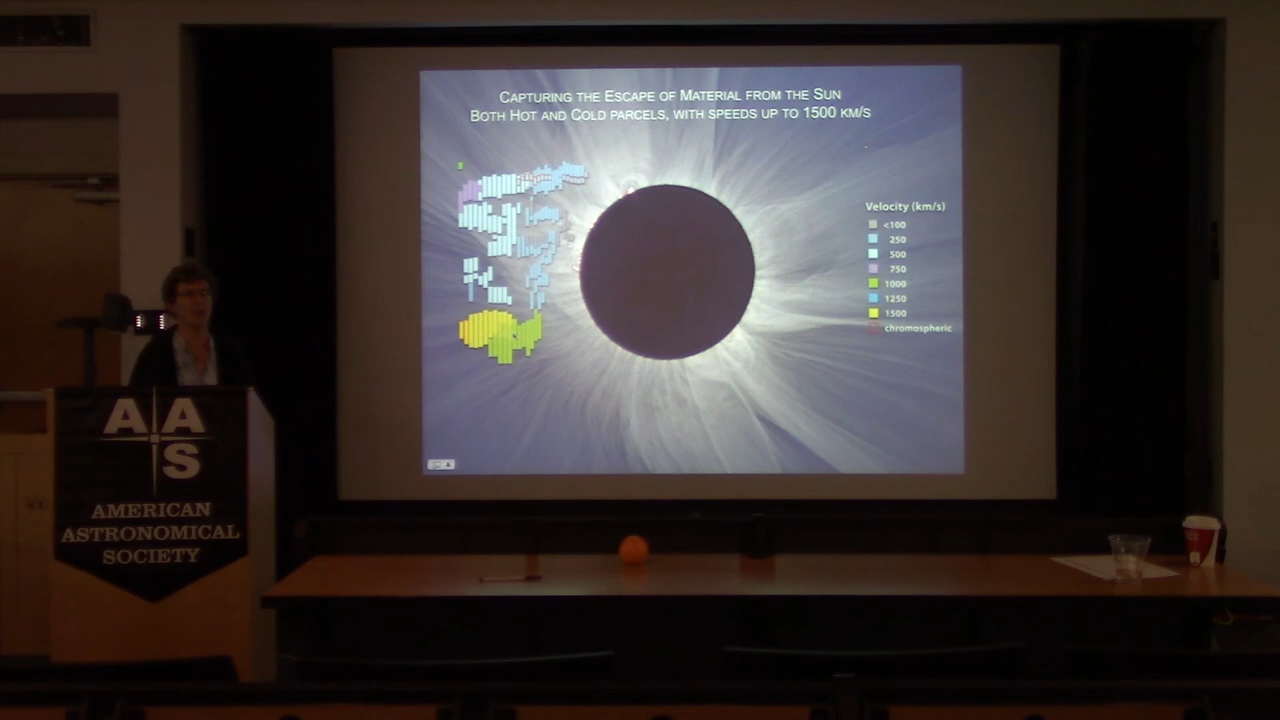 CAPTURING THE ESCAPE OF MATERIAL FROM THE SUN
BOTH HOT AND COLD PARCELS, WITH SPEEDS UP TO 1500 KM/S
Velocity (km/s)
<100
250
500
750
1000
1250
1500
chromospheric
A A
S
AMERICAN
ASTRONOMICAL
SOCIETY